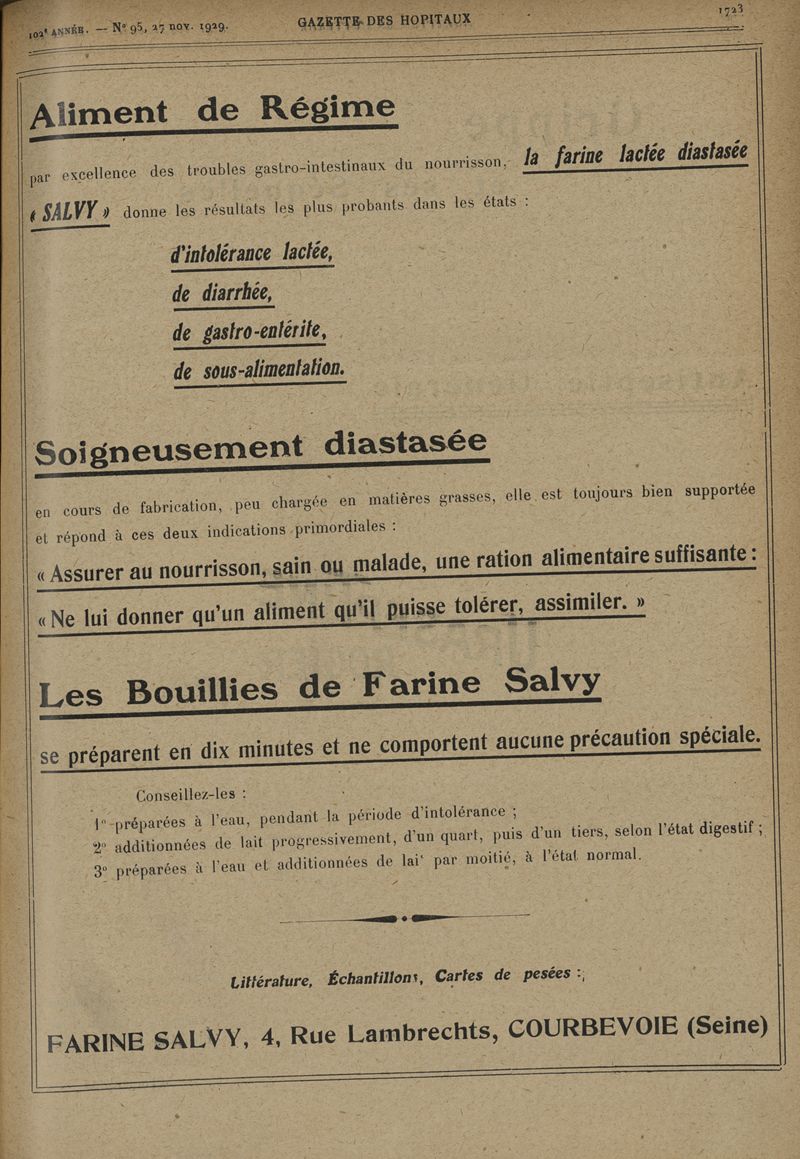 102e ANNÉE. — No 95, 27 nov. 1929.
GAZETTE DES HOPITAUX
1723
Aliment de Régime
par excellence des troubles gastro-intestinaux du nourrisson, la farine lactée diastasée
« SALVY » donne les résultats les plus probants dans les états :
d'intolérance lactée,
de diarrhée,
de gastro-entérite,
de sous-alimentation.
Soigneusement diastasée
en cours de fabrication, peu chargée en matières grasses, elle est toujours bien supportée
et répond à ces deux indications primordiales :
« Assurer au nourrisson, sain ou malade, une ration alimentaire suffisante :
« Ne lui donner qu'un aliment qu'il puisse tolérer, assimiler. »
Les Bouillies de Farine Salvy
se préparent en dix minutes et ne comportent aucune précaution spéciale.
Conseillez-les :
1o préparées à l'eau, pendant la période d'intolérance ;
2o additionnées de lait progressivement, d'un quart, puis d'un tiers, selon l'état digestif ;
3o préparées à l'eau et additionnées de lait par moitié, à l'état normal.
Littérature, Échantillons, Cartes de pesées :
FARINE SALVY, 4, Rue Lambrechts, COURBEVOIE (Seine)